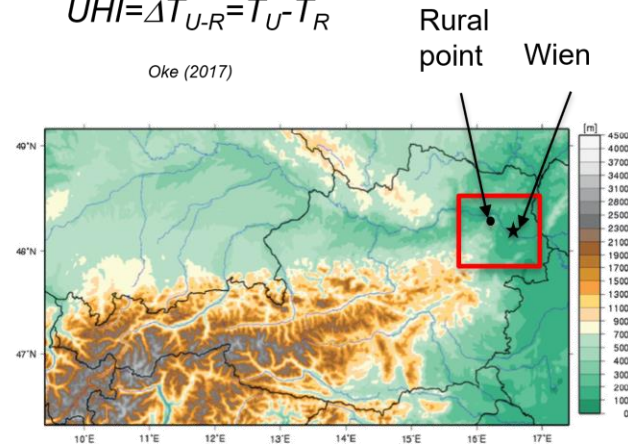 UHI=ΔT_U-R=T_U-T_R
Oke (2017)
Rural
point
Wien
[m]
4500
4000
3700
3400
3100
2800
2500
2300
2100
1900
1700
1500
1300
1100
900
700
500
400
300
200
100
0
49°N
48°N
47°N
10°E
11°E
12°E
13°E
14°E
15°E
16°E
17°E